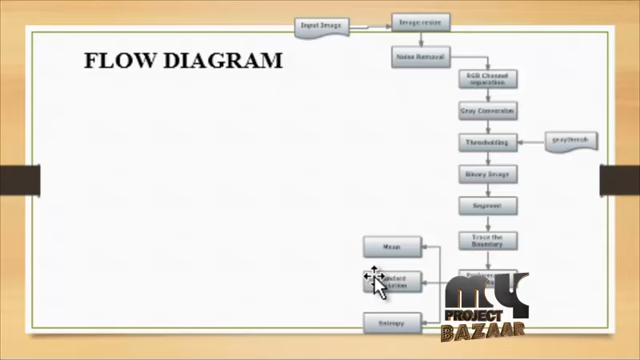 Input Image
Image resize
FLOW DIAGRAM
Noise Removal
RGB Channel
separation
Gray Conversion
Thresholding
graythresh
Binary Image
Segment
Trace the
Boundary
Mean
Entropy
MY
PROJECT
BAZAAR